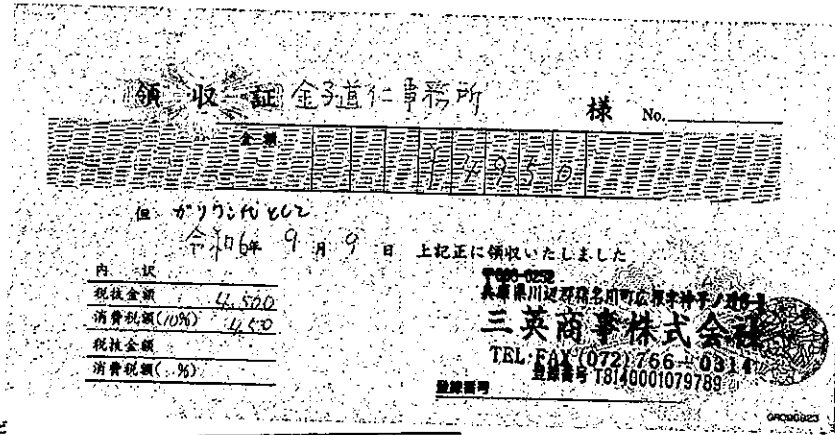 領収証 金子道仁事務所 様 No.
金額 ¥4950
但 ガソリン代として
令和6年 9月 9日 上記正に領収いたしました
内訳
税抜金額 4,500
消費税額(10%) 450
税抜金額
消費税額( %)
三英商事株式会社
TEL・FAX (072) 766-0314
登録番号 T8140001079789
登録番号